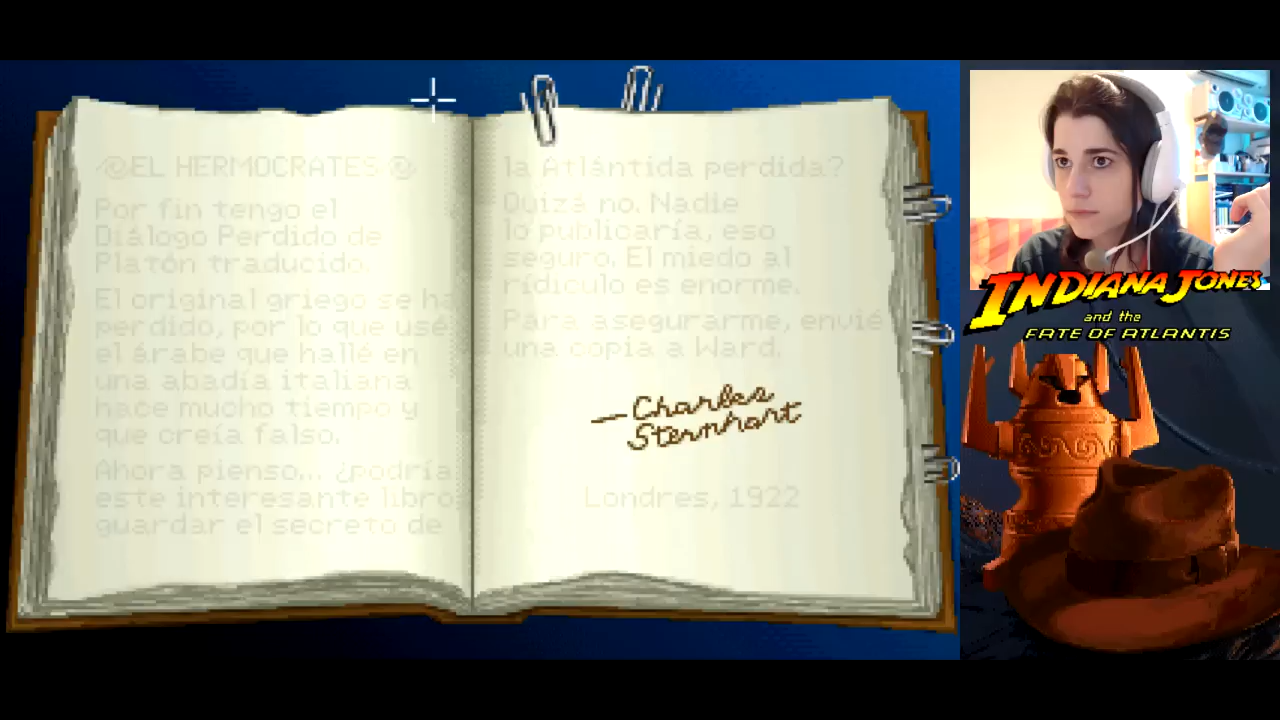 EL HERMOCRATES
Por fin tengo el
Diálogo Perdido de
Platón traducido.
El original griego se ha
perdido, por lo que usé
el árabe que hallé en
una abadía italiana
hace mucho tiempo y
que creía falso.
Ahora pienso... ¿podría
este interesante libro
guardar el secreto de
la Atlántida perdida?
Quizá no. Nadie
lo publicaría, eso
seguro. El miedo al
rídiculo es enorme.
Para asegurarme, envié
una copia a Ward.
—Charles
Sternhart
Londres, 1922
INDIANA JONES
and the
FATE OF ATLANTIS